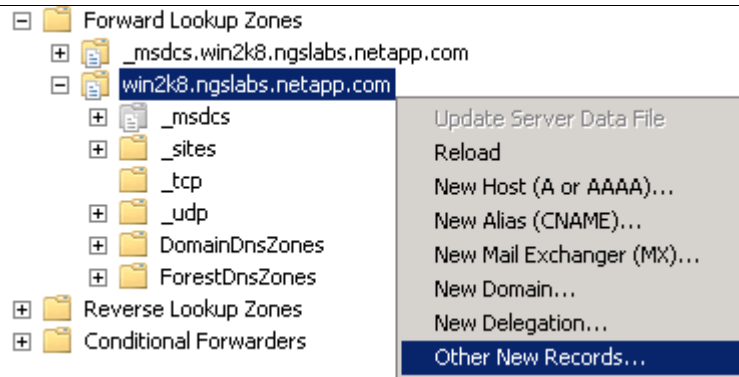 Forward Lookup Zones
_msdcs.win2k8.ngslabs.netapp.com
win2k8.ngslabs.netapp.com
_msdcs
_sites
_tcp
_udp
DomainDnsZones
ForestDnsZones
Reverse Lookup Zones
Conditional Forwarders
Update Server Data File
Reload
New Host (A or AAAA)...
New Alias (CNAME)...
New Mail Exchanger (MX)...
New Domain...
New Delegation...
Other New Records...